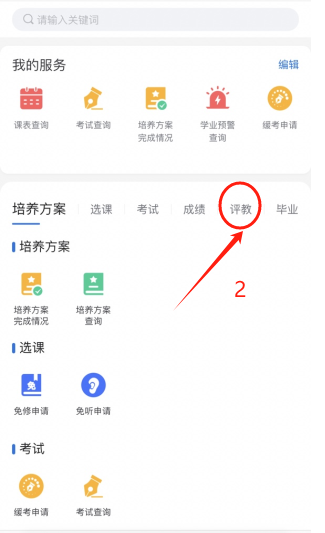 请输入关键词
我的服务 编辑
课表查询 考试查询 培养方案 学业预警 缓考申请
完成情况 查询
培养方案 选课 考试 成绩 评教 毕业
2
培养方案
培养方案 培养方案
完成情况 查询
选课
免
免修申请 免听申请
考试
缓考申请 考试查询